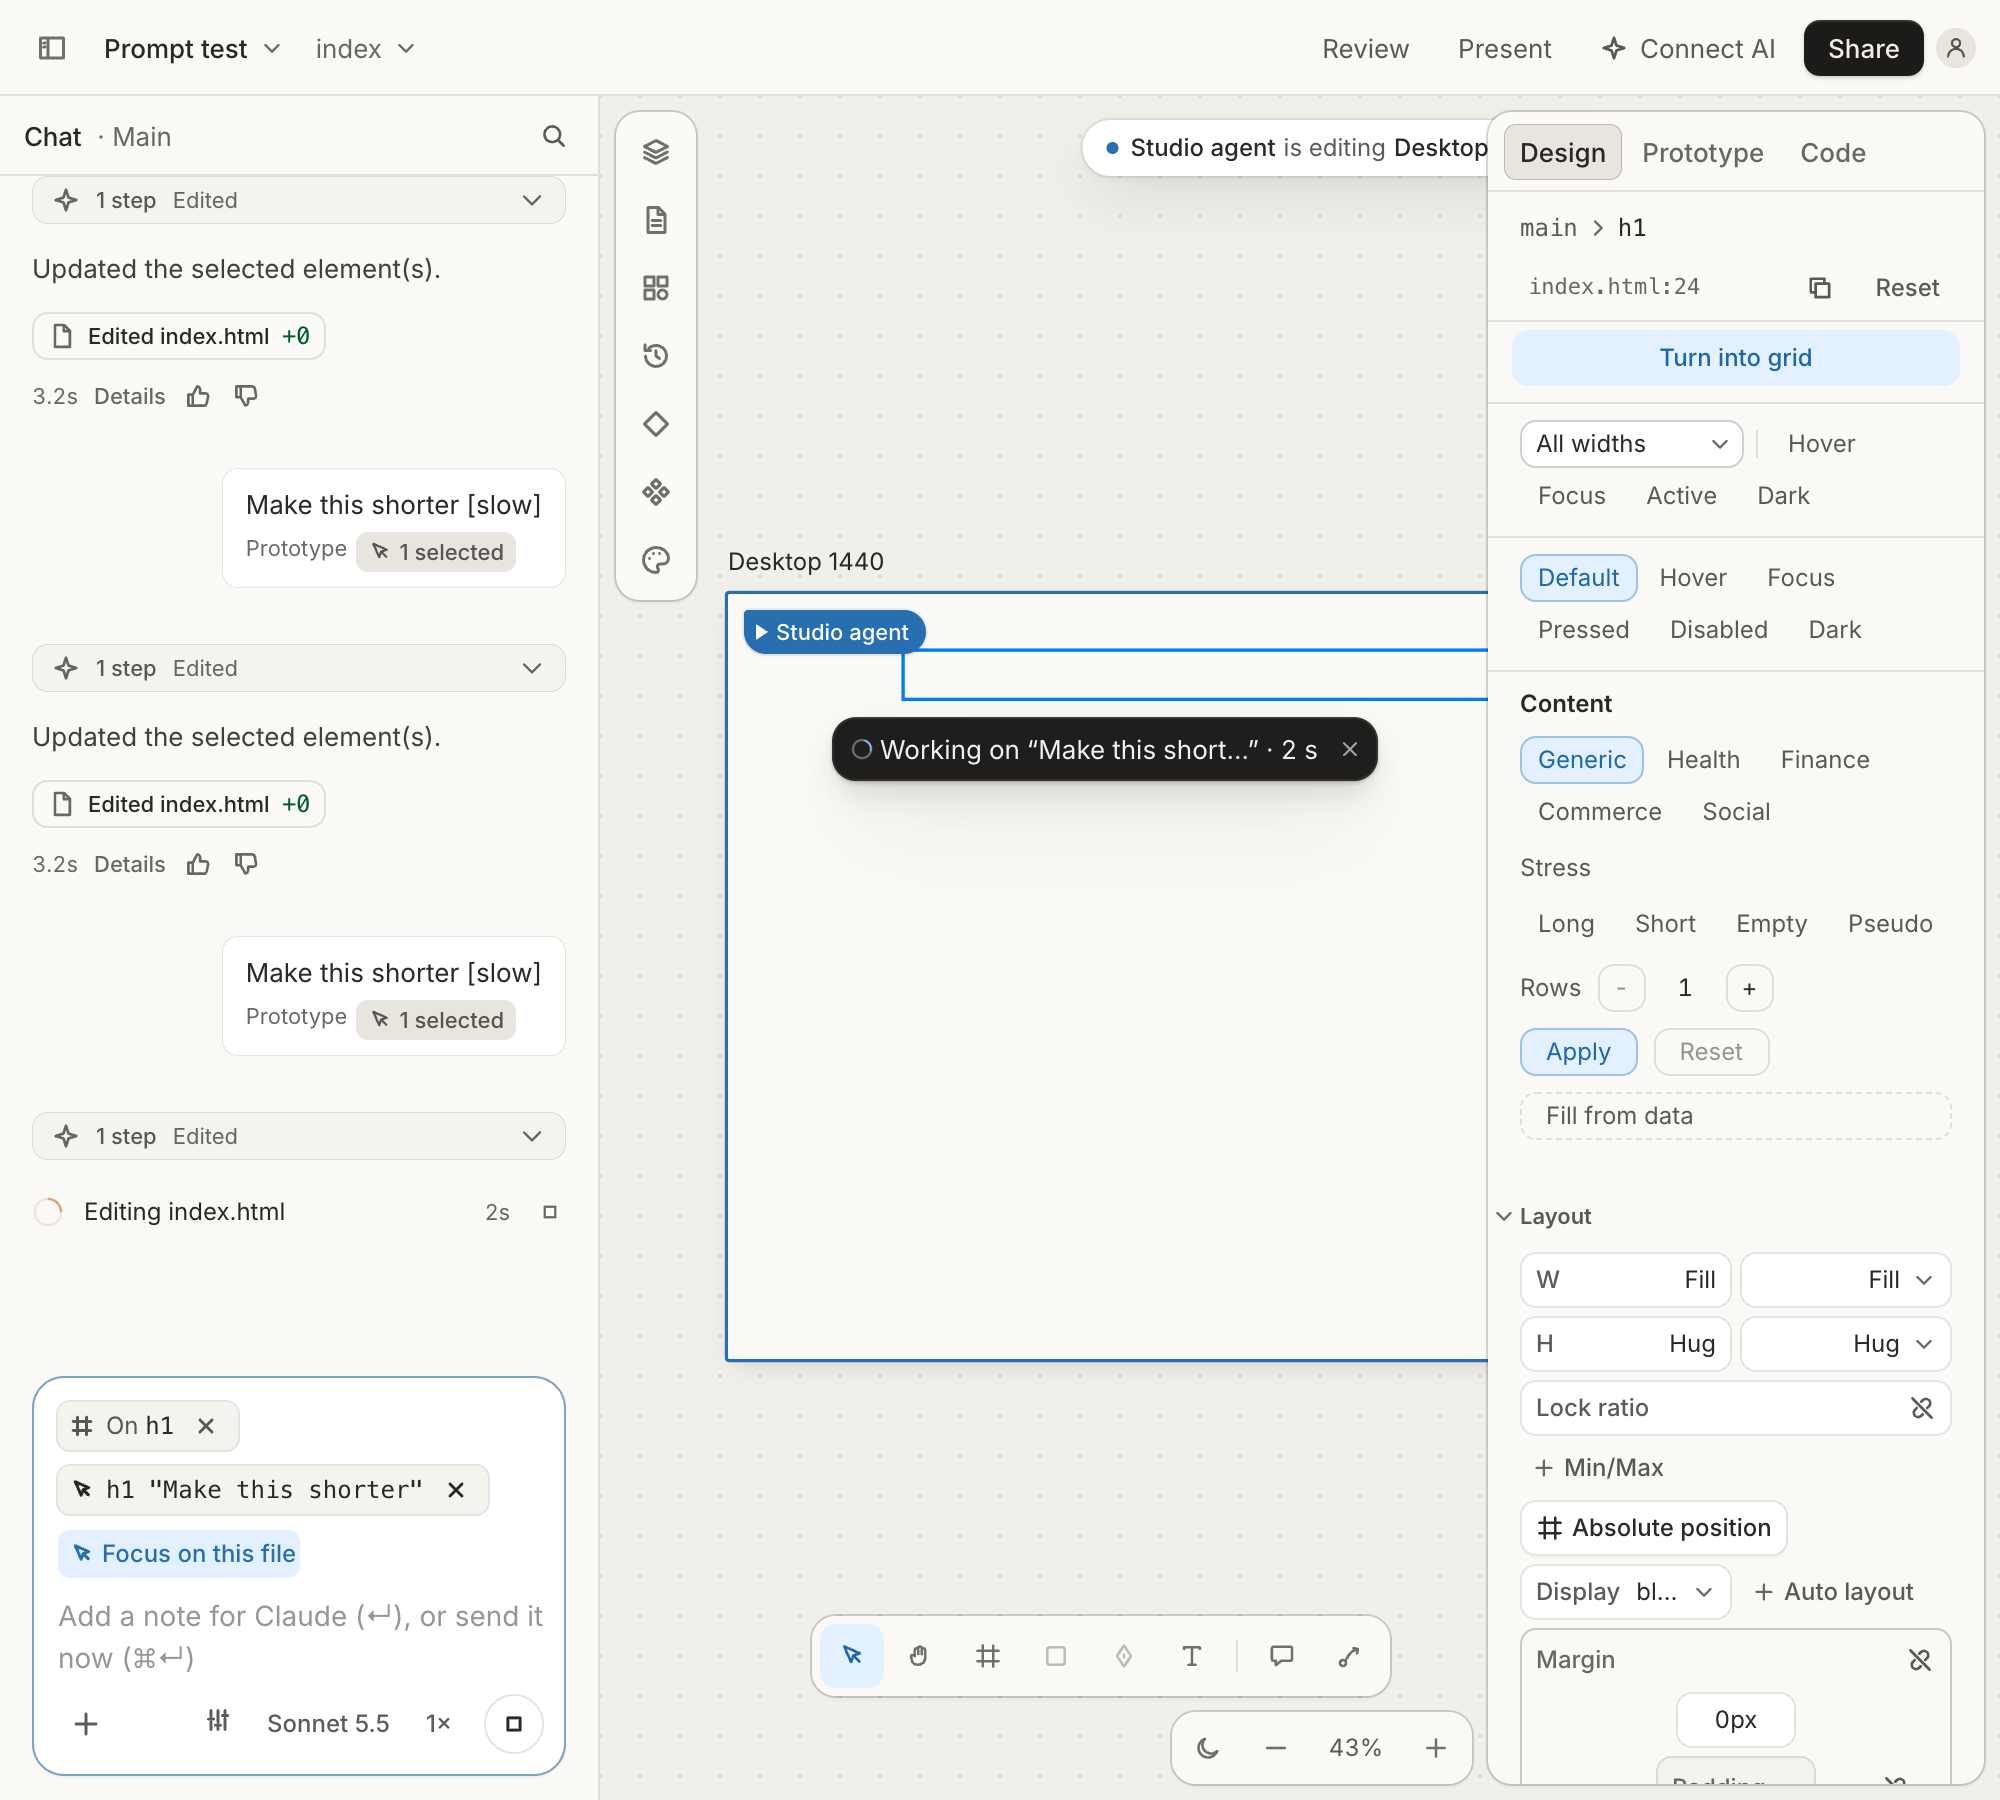 Prompt test
index
Review
Present
Connect AI
Share
Chat · Main
1 step Edited
Updated the selected element(s).
Edited index.html +0
3.2s Details
Make this shorter [slow]
Prototype 1 selected
1 step Edited
Updated the selected element(s).
Edited index.html +0
3.2s Details
Make this shorter [slow]
Prototype 1 selected
1 step Edited
Editing index.html 2s
On h1
h1 "Make this shorter"
Focus on this file
Add a note for Claude (↵), or send it
now (⌘↵)
Sonnet 5.5 1×
Studio agent is editing Desktop
Desktop 1440
Studio agent
Working on “Make this short...” · 2 s
43%
Design Prototype Code
main > h1
index.html:24 Reset
Turn into grid
All widths Hover
Focus Active Dark
Default Hover Focus
Pressed Disabled Dark
Content
Generic Health Finance
Commerce Social
Stress
Long Short Empty Pseudo
Rows - 1 +
Apply Reset
Fill from data
Layout
W Fill Fill
H Hug Hug
Lock ratio
+ Min/Max
Absolute position
Display bl... + Auto layout
Margin
0px
Padding